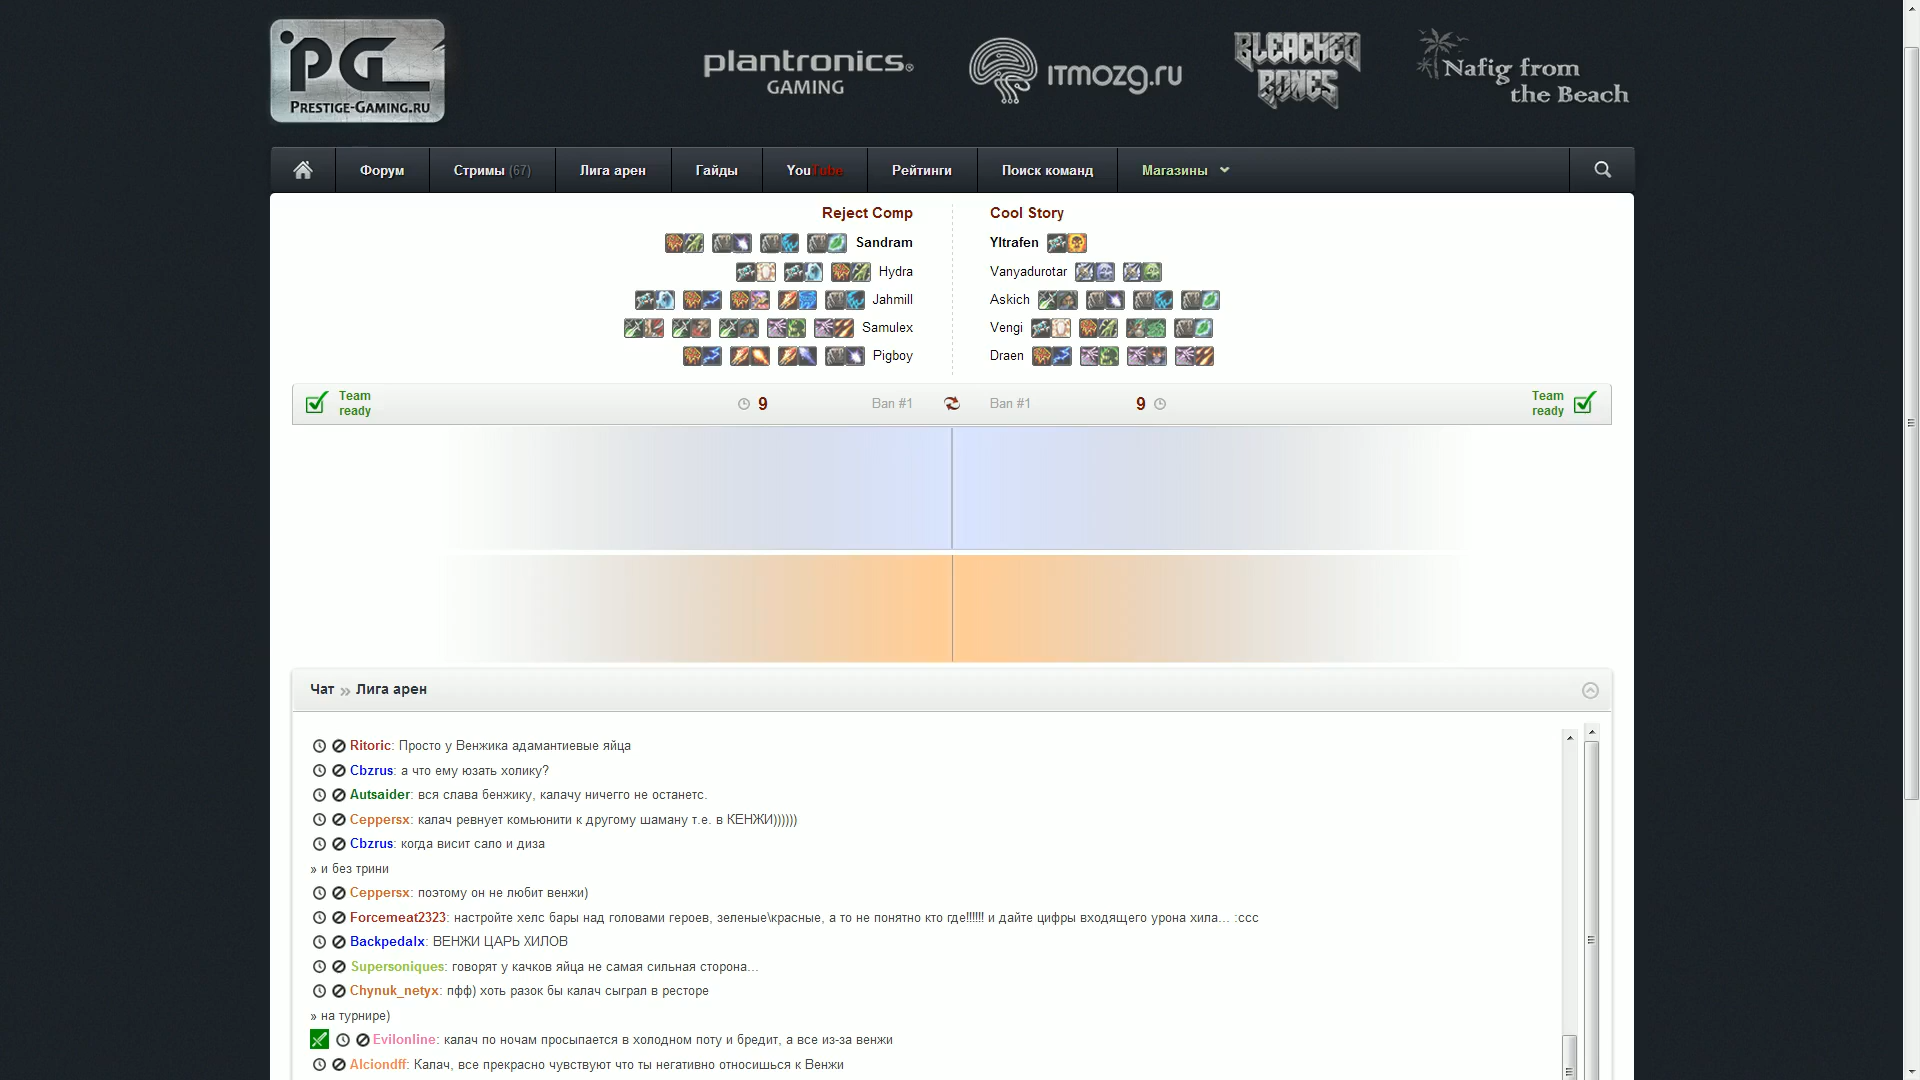 PG
PRESTIGE-GAMING.RU
plantronics®
GAMING
ITMOZG.RU
BLEACHED
BONES
Nafig from
the Beach
Форум
Стримы (67)
Лига арен
Гайды
YouTube
Рейтинги
Поиск команд
Магазины
Reject Comp
Cool Story
Sandram
Yltrafen
Hydra
Vanyadurotar
Jahmill
Askich
Samulex
Vengi
Pigboy
Draen
Team
ready
9
Ban #1
Ban #1
9
Team
ready
Чат » Лига арен
Ritoric: Просто у Венжика адамантиевые яйца
Cbzrus: а что ему юзать холику?
Autsaider: вся слава бенжику, калачу ничегго не останетс.
Ceppersx: калач ревнует комьюнити к другому шаману т.е. в КЕНЖИ))))))
Cbzrus: когда висит сало и диза
» и без трини
Ceppersx: поэтому он не любит венжи)
Forcemeat2323: настройте хелс бары над головами героев, зеленые\красные, а то не понятно кто где!!!!!! и дайте цифры входящего урона хила... :ссс
Backpedalx: ВЕНЖИ ЦАРЬ ХИЛОВ
Supersoniques: говорят у качков яйца не самая сильная сторона...
Chynuk_netyx: пфф) хоть разок бы калач сыграл в ресторе
» на турнире)
Evilonline: калач по ночам просыпается в холодном поту и бредит, а все из-за венжи
Alciondff: Калач, все прекрасно чувствуют что ты негативно относишься к Венжи